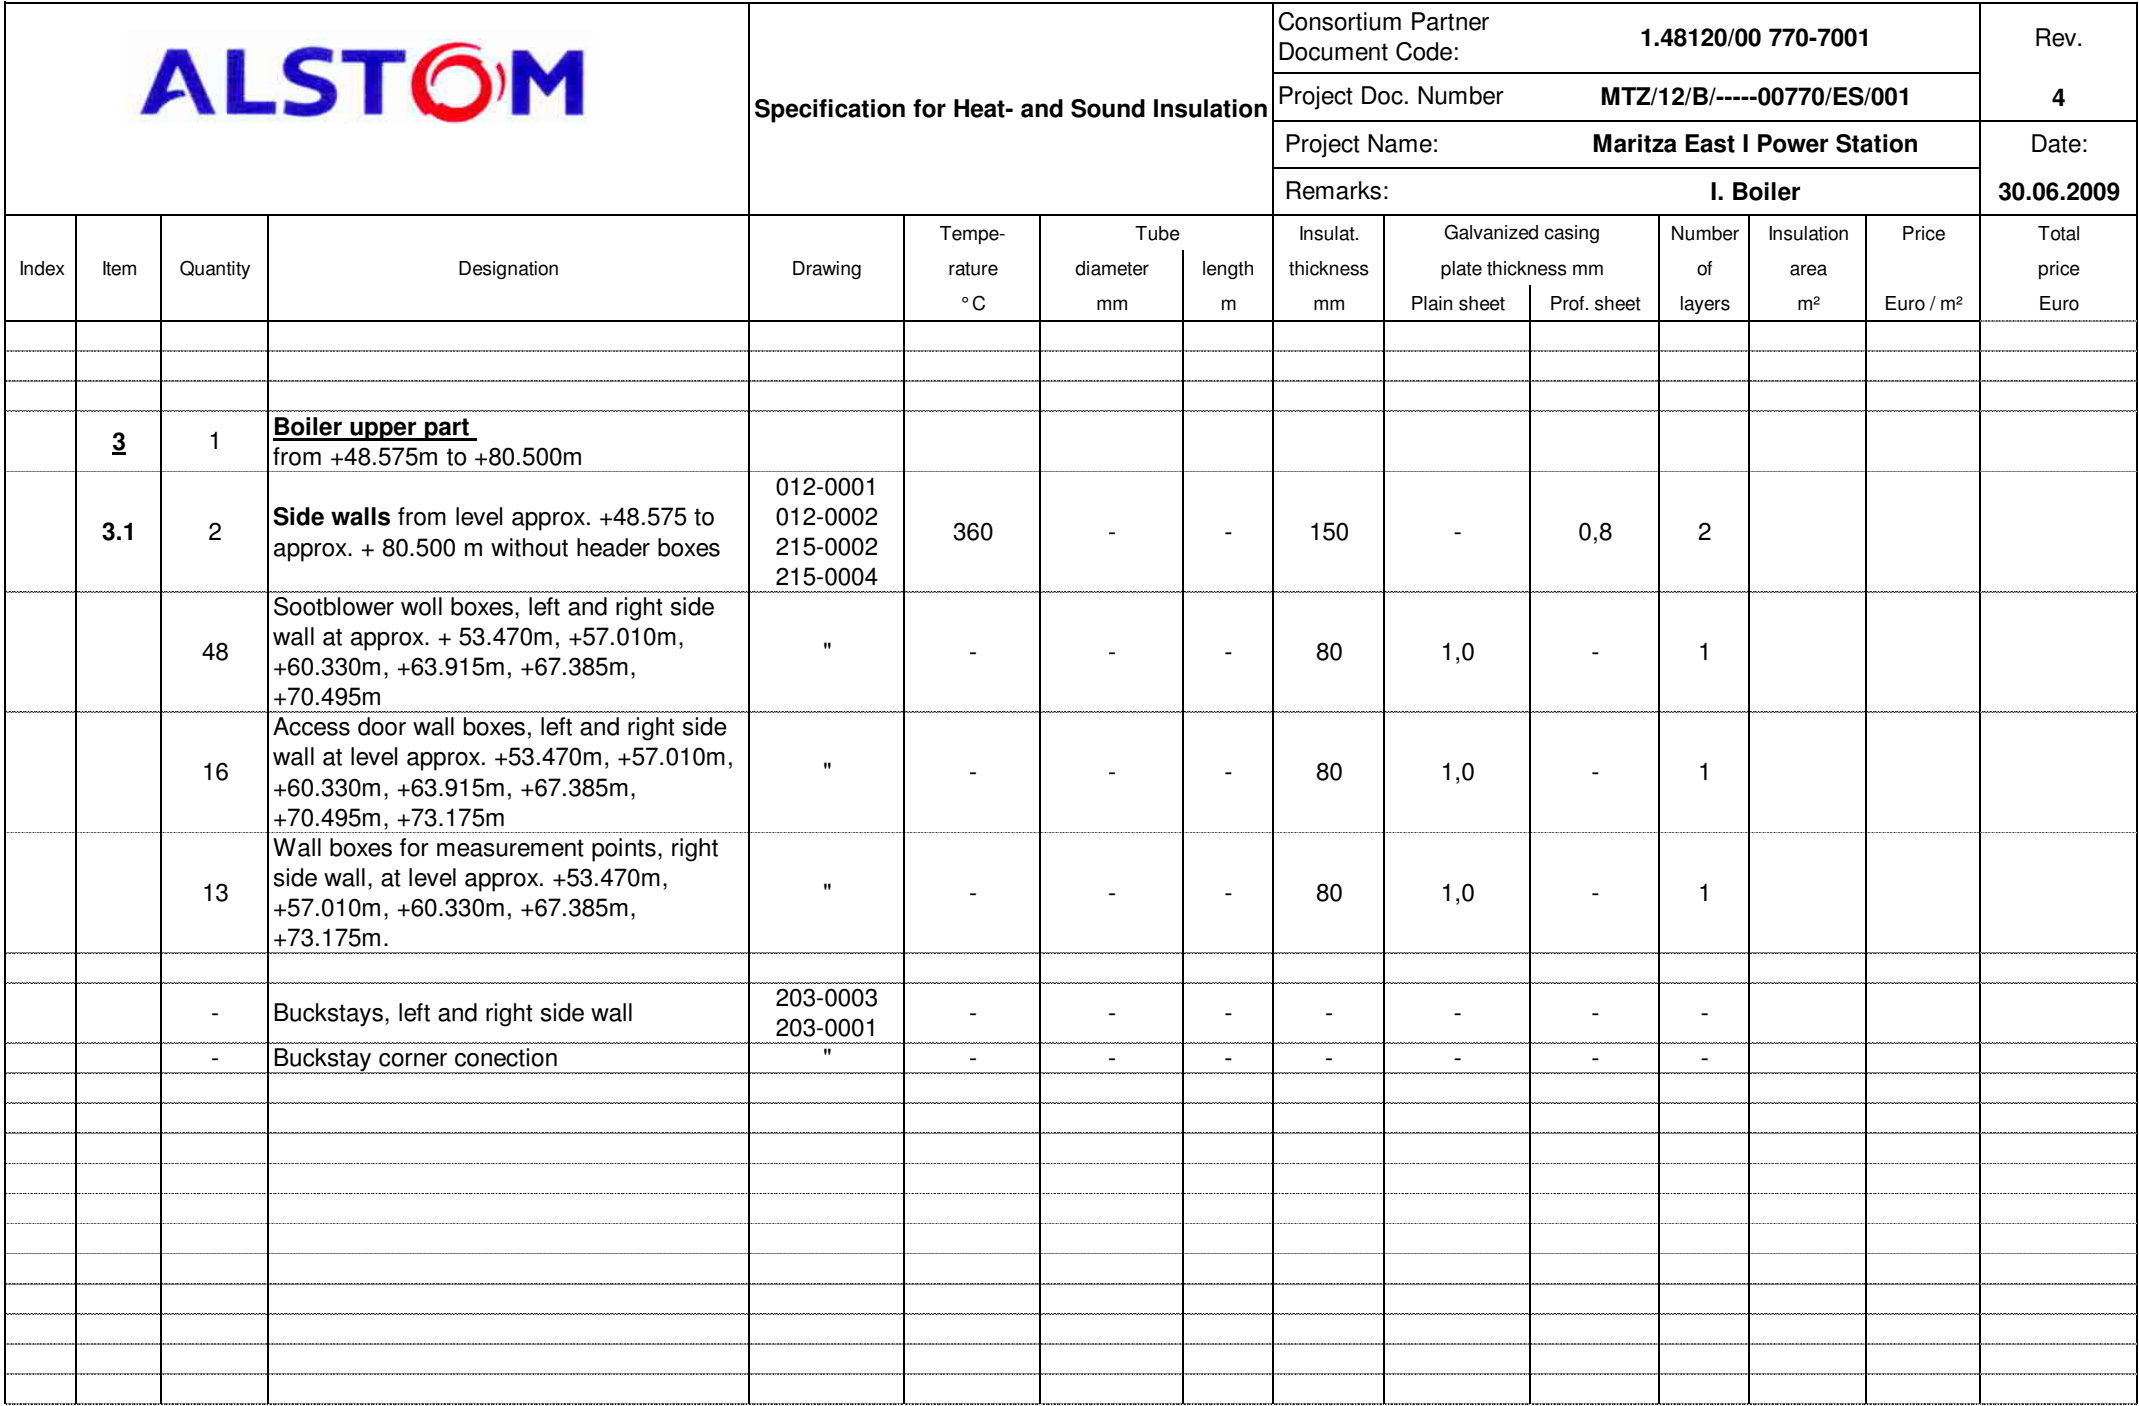 ALSTOM
Specification for Heat- and Sound Insulation
Consortium Partner
Document Code:
1.48120/00 770-7001
Rev.
Project Doc. Number
MTZ/12/B/-----00770/ES/001
4
Project Name:
Maritza East I Power Station
Date:
Remarks:
I. Boiler
30.06.2009
Index
Item
Quantity
Designation
Drawing
Tempe-
rature
°C
Tube
diameter
mm
length
m
Insulat.
thickness
mm
Galvanized casing
plate thickness mm
Plain sheet
Prof. sheet
Number
of
layers
Insulation
area
m²
Price
Euro / m²
Total
price
Euro
3
1
Boiler upper part
from +48.575m to +80.500m
3.1
2
Side walls from level approx. +48.575 to
approx. + 80.500 m without header boxes
012-0001
012-0002
215-0002
215-0004
360
-
-
150
-
0,8
2
48
Sootblower woll boxes, left and right side
wall at approx. + 53.470m, +57.010m,
+60.330m, +63.915m, +67.385m,
+70.495m
"
-
-
-
80
1,0
-
1
16
Access door wall boxes, left and right side
wall at level approx. +53.470m, +57.010m,
+60.330m, +63.915m, +67.385m,
+70.495m, +73.175m
"
-
-
-
80
1,0
-
1
13
Wall boxes for measurement points, right
side wall, at level approx. +53.470m,
+57.010m, +60.330m, +67.385m,
+73.175m.
"
-
-
-
80
1,0
-
1
-
Buckstays, left and right side wall
203-0003
203-0001
-
-
-
-
-
-
-
-
Buckstay corner conection
"
-
-
-
-
-
-
-